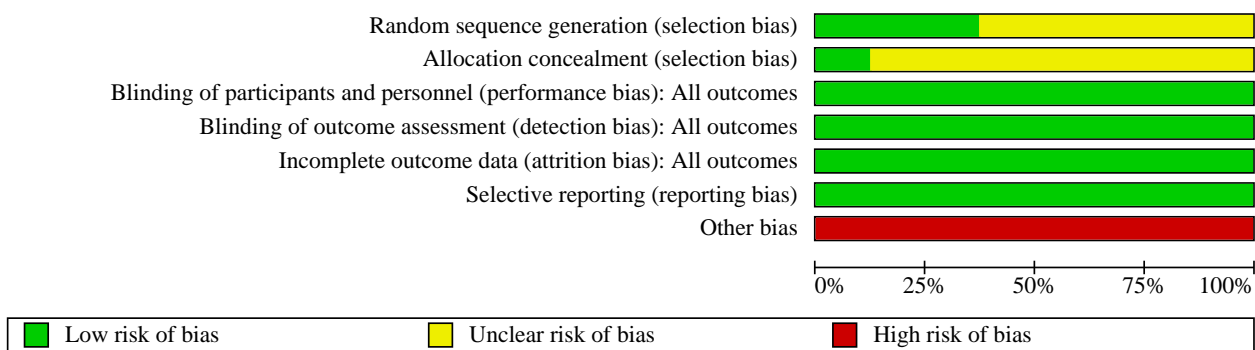 Random sequence generation (selection bias)
Allocation concealment (selection bias)
Blinding of participants and personnel (performance bias): All outcomes
Blinding of outcome assessment (detection bias): All outcomes
Incomplete outcome data (attrition bias): All outcomes
Selective reporting (reporting bias)
Other bias
0% 25% 50% 75% 100%
Low risk of bias Unclear risk of bias High risk of bias